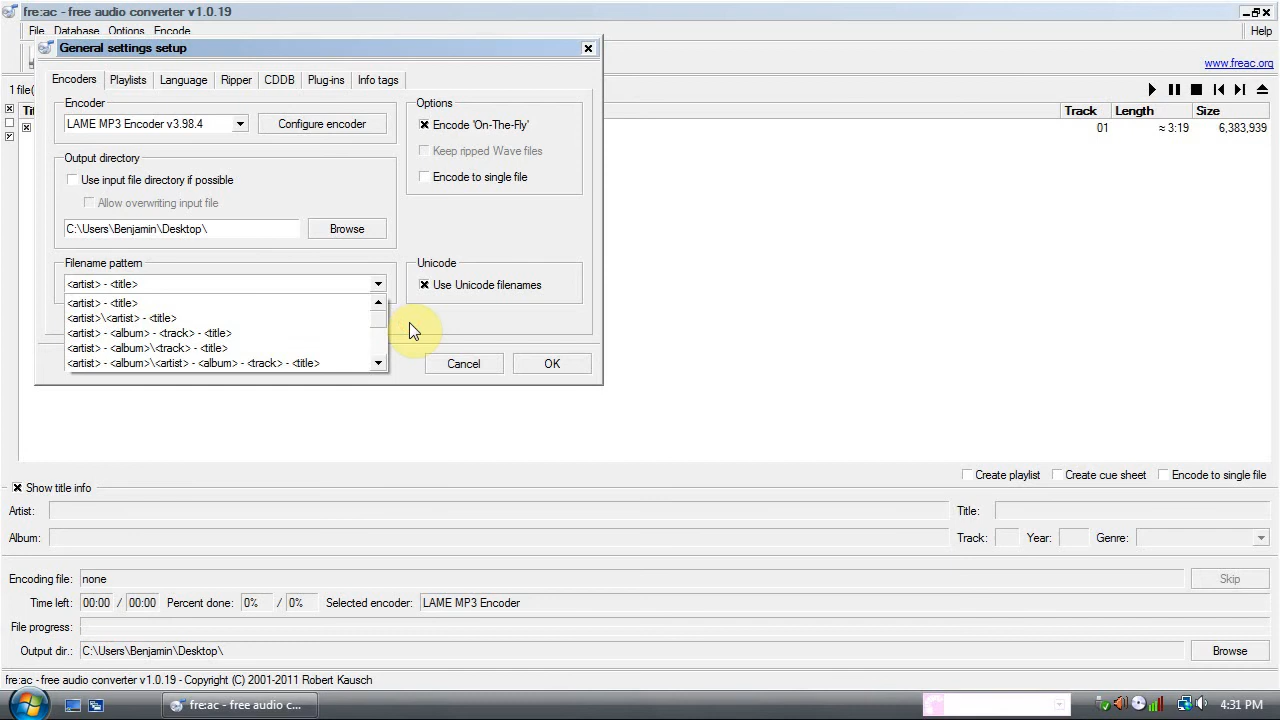 fre:ac - free audio converter v1.0.19
File Database Options Encode Help
General settings setup
www.freac.org
Encoders Playlists Language Ripper CDDB Plug-ins Info tags
1 file(
Encoder
LAME MP3 Encoder v3.98.4
Configure encoder
Options
Encode 'On-The-Fly'
Keep ripped Wave files
Encode to single file
Track Length Size
01 ≈ 3:19 6,383,939
Output directory
Use input file directory if possible
Allow overwriting input file
C:\Users\Benjamin\Desktop\
Browse
Filename pattern
<artist> - <title>
<artist> - <title>
<artist>\<artist> - <title>
<artist> - <album> - <track> - <title>
<artist> - <album>\<track> - <title>
<artist> - <album>\<artist> - <album> - <track> - <title>
Unicode
Use Unicode filenames
Cancel OK
Create playlist Create cue sheet Encode to single file
Show title info
Artist: Title:
Album: Track: Year: Genre:
Encoding file: none Skip
Time left: 00:00 / 00:00 Percent done: 0% / 0% Selected encoder: LAME MP3 Encoder
File progress:
Output dir.: C:\Users\Benjamin\Desktop\ Browse
fre:ac - free audio converter v1.0.19 - Copyright (C) 2001-2011 Robert Kausch
fre:ac - free audio c... 4:31 PM